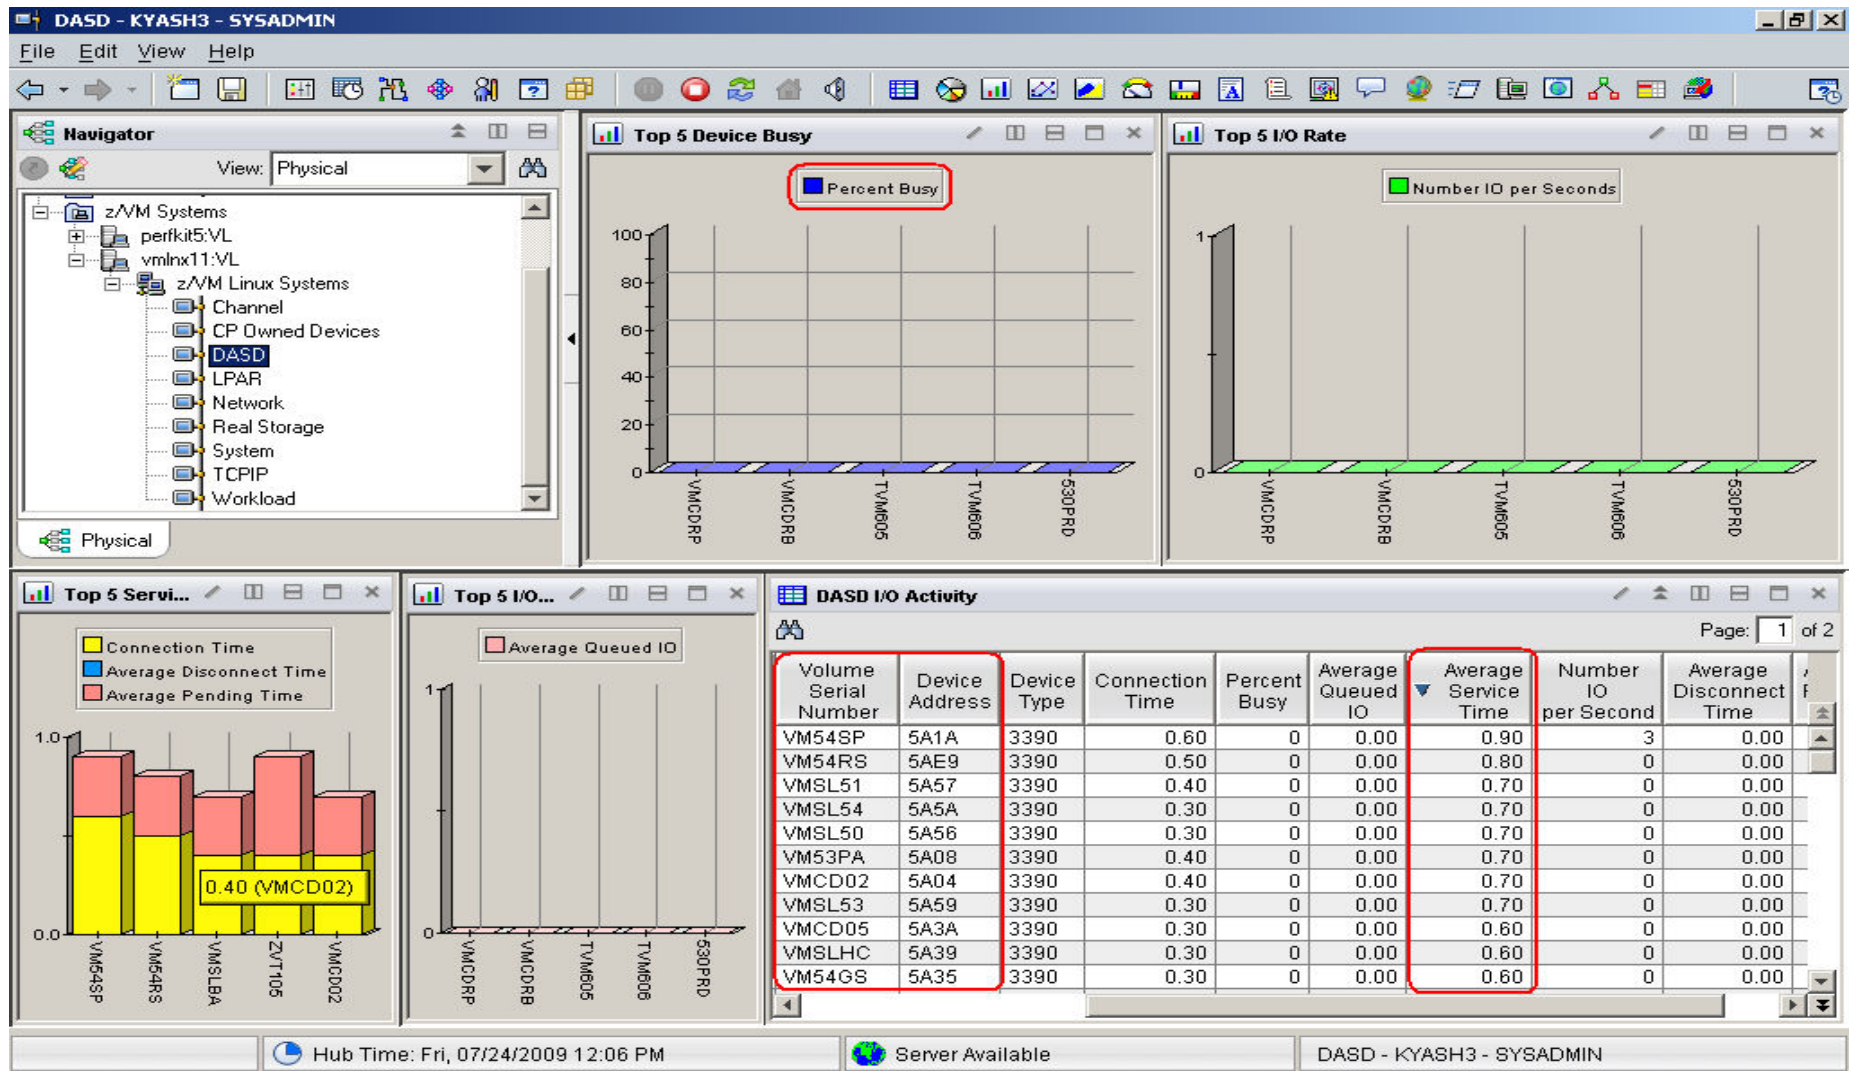 DASD - KYASH3 - SYSADMIN
File Edit View Help
Navigator
View: Physical
z/VM Systems
perfkit5:VL
vmlnx11:VL
z/VM Linux Systems
Channel
CP Owned Devices
DASD
LPAR
Network
Real Storage
System
TCPIP
Workload
Physical
Top 5 Device Busy
Percent Busy
100
80
60
40
20
0
VMCDRP VMCDRB TVM605 TVM606 530PRD
Top 5 I/O Rate
Number IO per Seconds
1
0
VMCDRP VMCDRB TVM605 TVM606 530PRD
Top 5 Servi...
Connection Time
Average Disconnect Time
Average Pending Time
1.0
0.40 (VMCD02)
0.0
VM54SP VM54RS VMSLBA ZVT105 VMCD02
Top 5 I/O...
Average Queued IO
1
0
VMCDRP VMCDRB TVM605 TVM606 530PRD
DASD I/O Activity
Page: 1 of 2
Volume Serial Number Device Address Device Type Connection Time Percent Busy Average Queued IO Average Service Time Number IO per Second Average Disconnect Time
VM54SP 5A1A 3390 0.60 0 0.00 0.90 3 0.00
VM54RS 5AE9 3390 0.50 0 0.00 0.80 0 0.00
VMSL51 5A57 3390 0.40 0 0.00 0.70 0 0.00
VMSL54 5A5A 3390 0.30 0 0.00 0.70 0 0.00
VMSL50 5A56 3390 0.30 0 0.00 0.70 0 0.00
VM53PA 5A08 3390 0.40 0 0.00 0.70 0 0.00
VMCD02 5A04 3390 0.40 0 0.00 0.70 0 0.00
VMSL53 5A59 3390 0.30 0 0.00 0.70 0 0.00
VMCD05 5A3A 3390 0.30 0 0.00 0.60 0 0.00
VMSLHC 5A39 3390 0.30 0 0.00 0.60 0 0.00
VM54GS 5A35 3390 0.30 0 0.00 0.60 0 0.00
Hub Time: Fri, 07/24/2009 12:06 PM
Server Available
DASD - KYASH3 - SYSADMIN